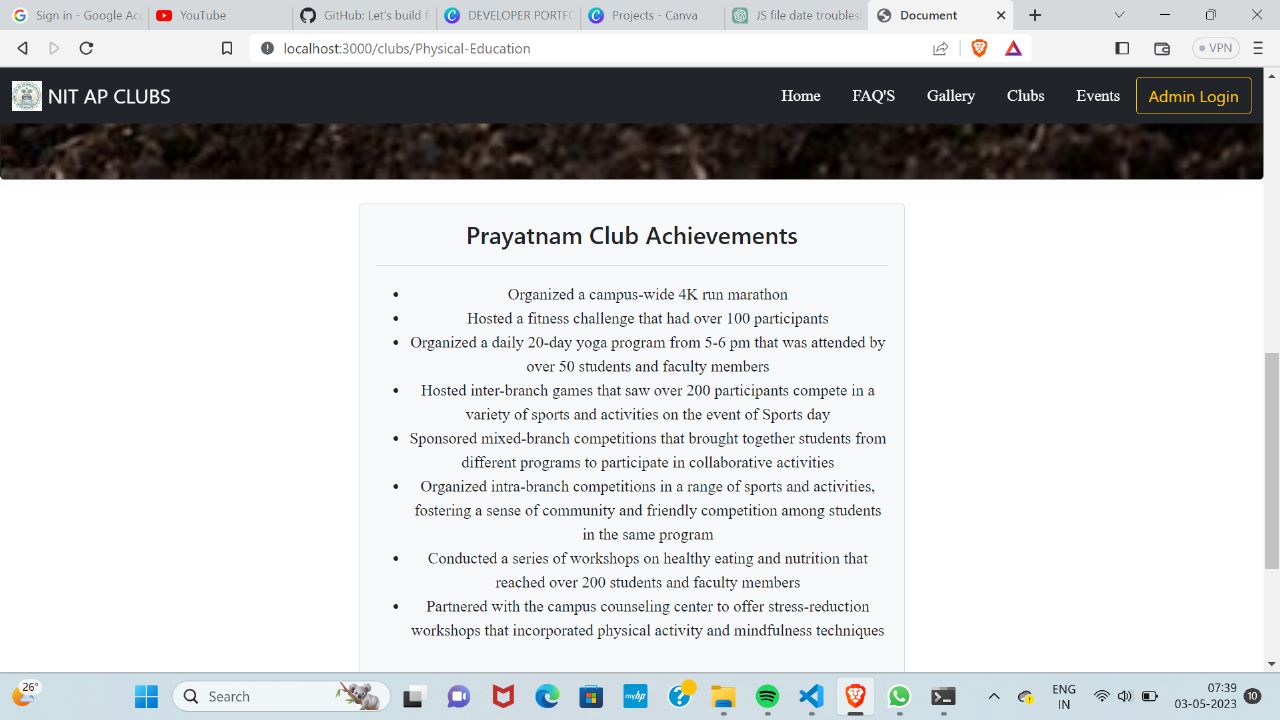 Sign in - Google Acc
YouTube
GitHub: Let's build f
DEVELOPER PORTFO
Projects - Canva
JS file date troublest
Document
localhost:3000/clubs/Physical-Education
VPN
NIT AP CLUBS
Home
FAQ'S
Gallery
Clubs
Events
Admin Login
Prayatnam Club Achievements
• Organized a campus-wide 4K run marathon
• Hosted a fitness challenge that had over 100 participants
• Organized a daily 20-day yoga program from 5-6 pm that was attended by
over 50 students and faculty members
• Hosted inter-branch games that saw over 200 participants compete in a
variety of sports and activities on the event of Sports day
• Sponsored mixed-branch competitions that brought together students from
different programs to participate in collaborative activities
• Organized intra-branch competitions in a range of sports and activities,
fostering a sense of community and friendly competition among students
in the same program
• Conducted a series of workshops on healthy eating and nutrition that
reached over 200 students and faculty members
• Partnered with the campus counseling center to offer stress-reduction
workshops that incorporated physical activity and mindfulness techniques
26°
Search
myhp
ENG
IN
07:39
03-05-2023
10